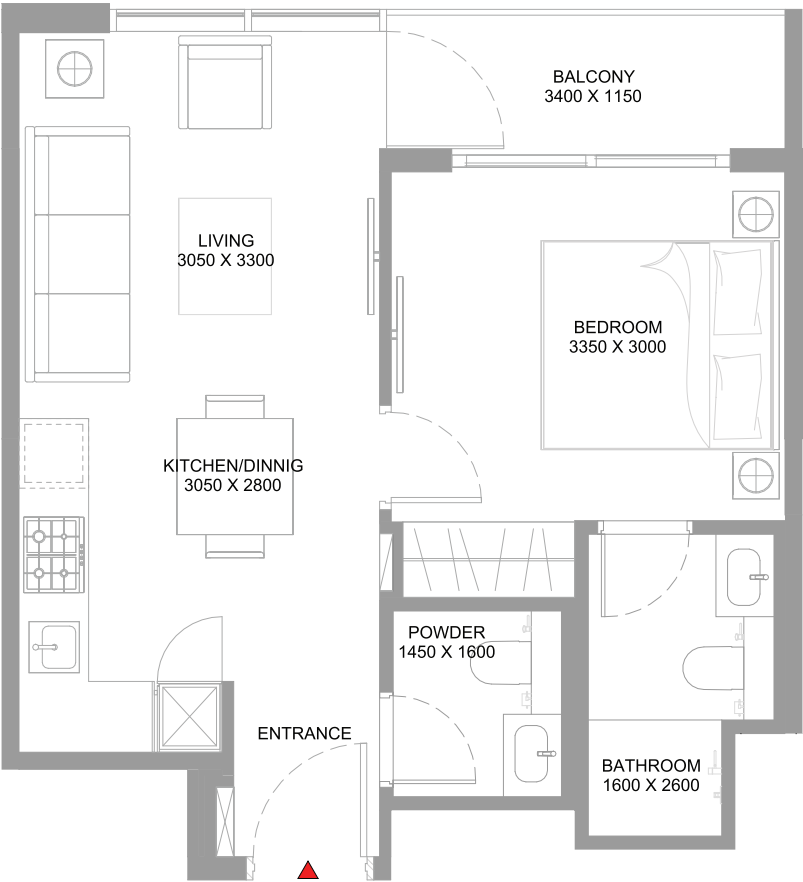 BALCONY
3400 X 1150
LIVING
3050 X 3300
BEDROOM
3350 X 3000
KITCHEN/DINNIG
3050 X 2800
POWDER
1450 X 1600
ENTRANCE
BATHROOM
1600 X 2600